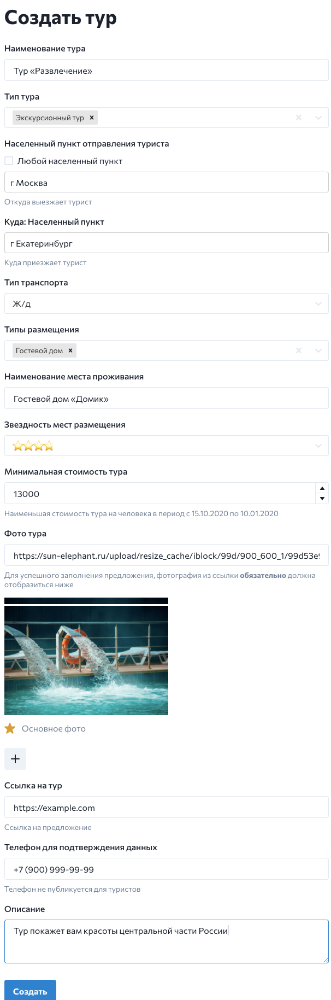 Создать тур
Наименование тура
Тур «Развлечение»
Тип тура
Экскурсионный тур
Населенный пункт отправления туриста
Любой населенный пункт
г Москва
Откуда выезжает турист
Куда: Населенный пункт
г Екатеринбург
Куда приезжает турист
Тип транспорта
Ж/д
Типы размещения
Гостевой дом
Наименование места проживания
Гостевой дом «Домик»
Звездность мест размещения
Минимальная стоимость тура
13000
Наименьшая стоимость тура на человека в период с 15.10.2020 по 10.01.2020
Фото тура
https://sun-elephant.ru/upload/resize_cache/iblock/99d/900_600_1/99d53e9
Для успешного заполнения предложения, фотография из ссылки обязательно должна
отобразиться ниже
Основное фото
Ссылка на тур
https://example.com
Ссылка на предложение
Телефон для подтверждения данных
+7 (900) 999-99-99
Телефон не публикуется для туристов
Описание
Тур покажет вам красоты центральной части России
Создать